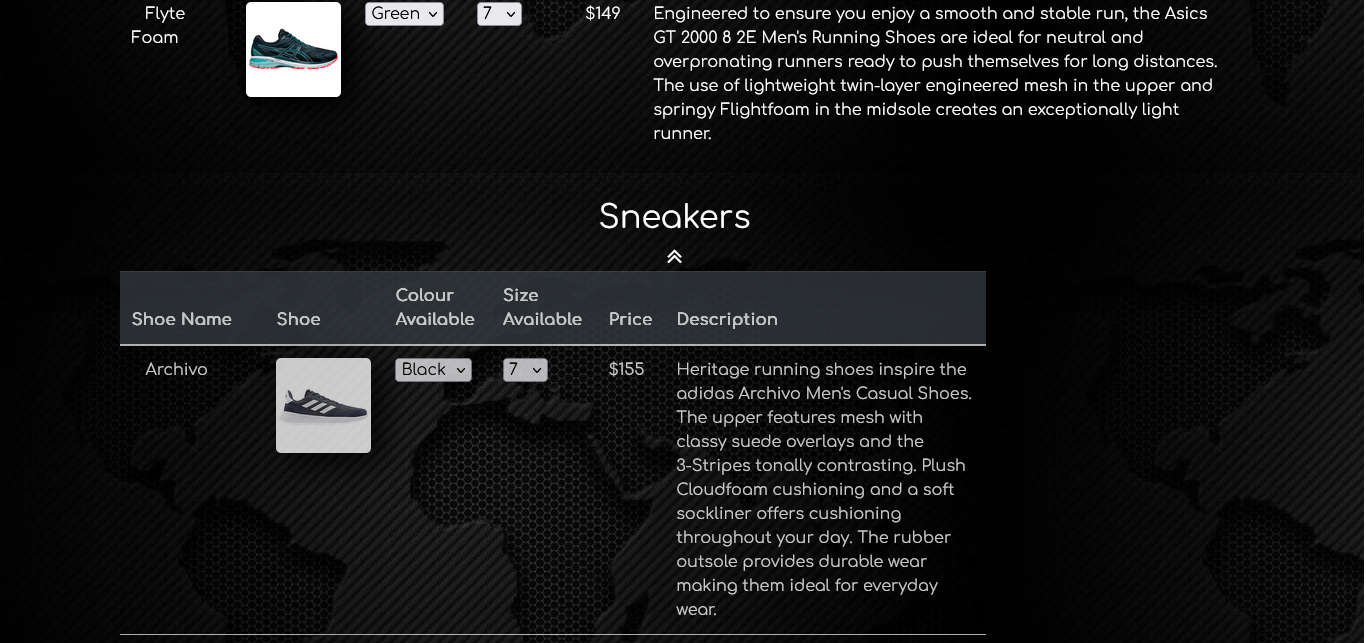 Flyte
Foam
Green
7
$149
Engineered to ensure you enjoy a smooth and stable run, the Asics
GT 2000 8 2E Men's Running Shoes are ideal for neutral and
overpronating runners ready to push themselves for long distances.
The use of lightweight twin-layer engineered mesh in the upper and
springy Flightfoam in the midsole creates an exceptionally light
runner.
Sneakers
Shoe Name
Shoe
Colour
Available
Size
Available
Price
Description
Archivo
Black
7
$155
Heritage running shoes inspire the
adidas Archivo Men's Casual Shoes.
The upper features mesh with
classy suede overlays and the
3-Stripes tonally contrasting. Plush
Cloudfoam cushioning and a soft
sockliner offers cushioning
throughout your day. The rubber
outsole provides durable wear
making them ideal for everyday
wear.